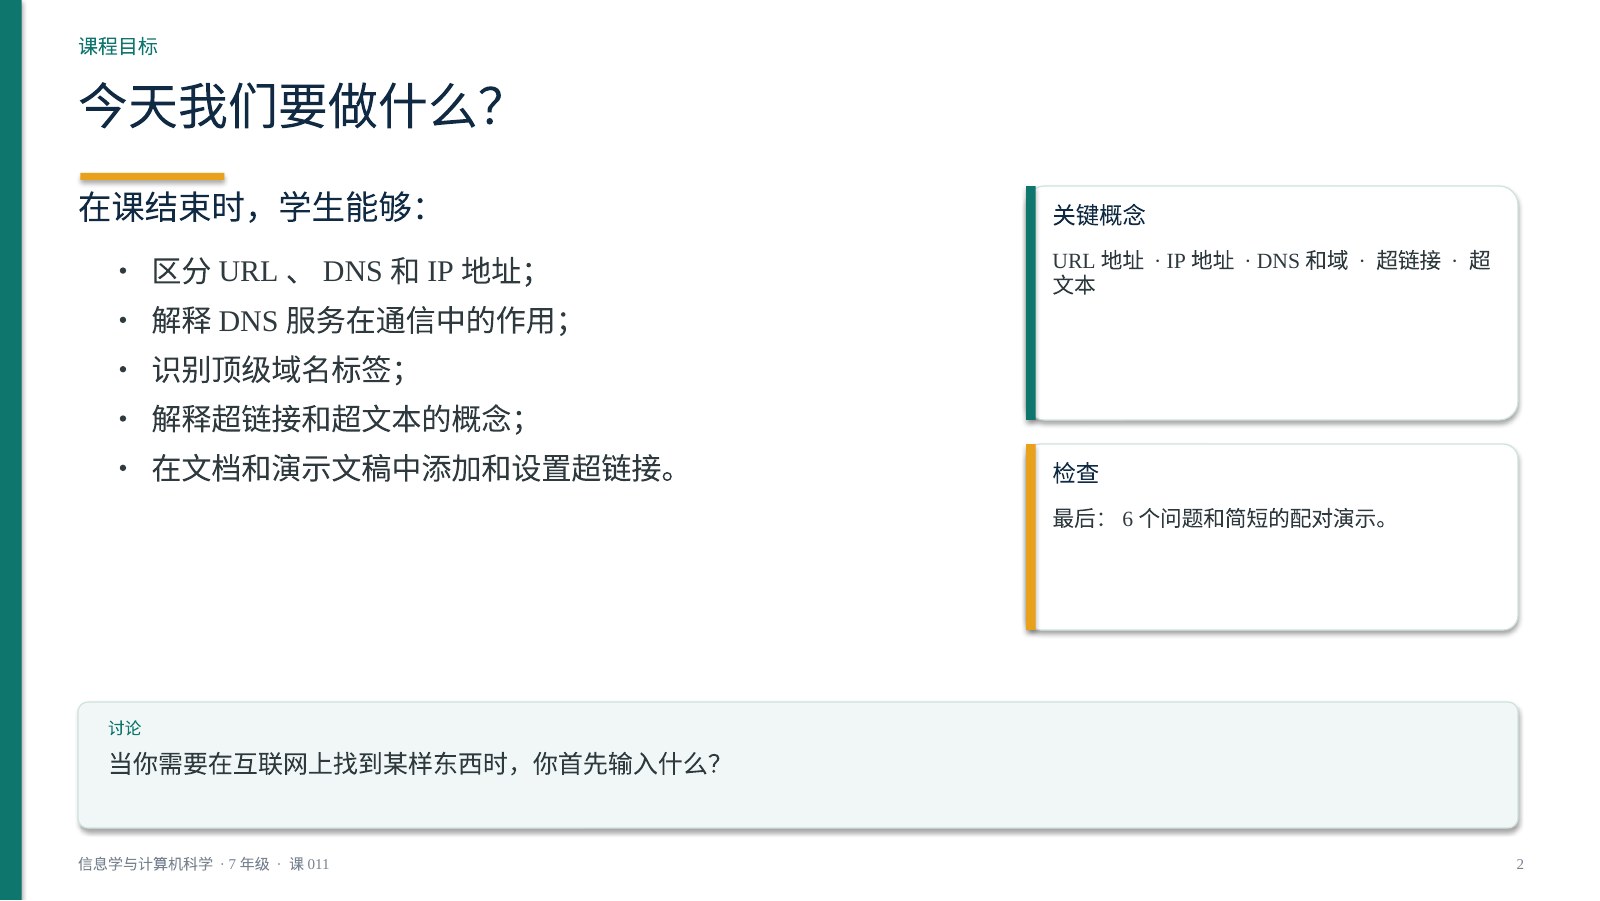 课程目标
今天我们要做什么？
在课结束时，学生能够：
• 区分 URL 、 DNS 和 IP 地址；
• 解释 DNS 服务在通信中的作用；
• 识别顶级域名标签；
• 解释超链接和超文本的概念；
• 在文档和演示文稿中添加和设置超链接。
关键概念
URL 地址 · IP 地址 · DNS 和域 · 超链接 · 超
文本
检查
最后： 6 个问题和简短的配对演示。
讨论
当你需要在互联网上找到某样东西时，你首先输入什么？
信息学与计算机科学 · 7 年级 · 课 011
2